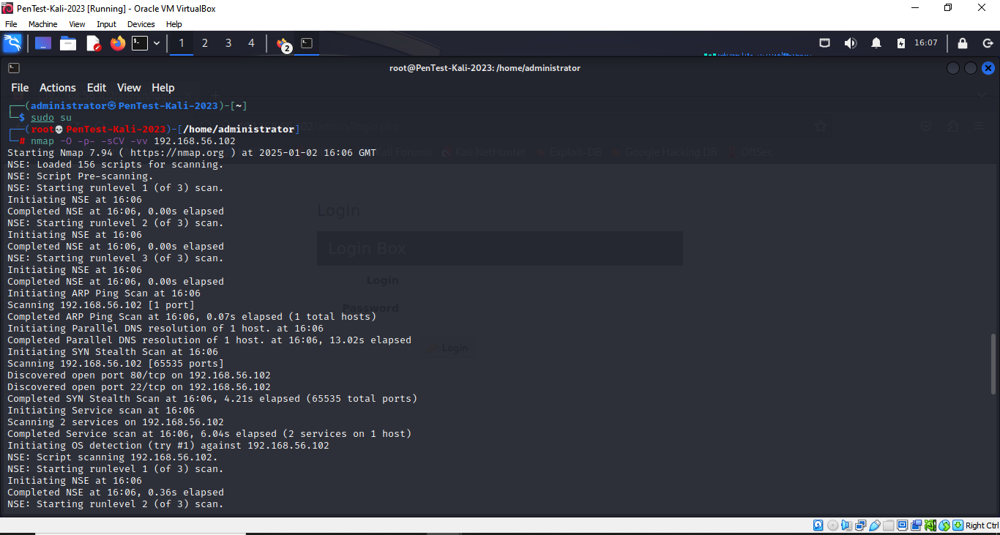 PenTest-Kali-2023 [Running] - Oracle VM VirtualBox
File Machine View Input Devices Help
1 2 3 4 2 16:07
root@PenTest-Kali-2023: /home/administrator
File Actions Edit View Help
┌──(administrator㉿PenTest-Kali-2023)-[~]
└─$ sudo su
┌──(root💀PenTest-Kali-2023)-[/home/administrator]
└─# nmap -O -p- -sCV -vv 192.168.56.102
Starting Nmap 7.94 ( https://nmap.org ) at 2025-01-02 16:06 GMT
NSE: Loaded 156 scripts for scanning.
NSE: Script Pre-scanning.
NSE: Starting runlevel 1 (of 3) scan.
Initiating NSE at 16:06
Completed NSE at 16:06, 0.00s elapsed
NSE: Starting runlevel 2 (of 3) scan.
Initiating NSE at 16:06
Completed NSE at 16:06, 0.00s elapsed
NSE: Starting runlevel 3 (of 3) scan.
Initiating NSE at 16:06
Completed NSE at 16:06, 0.00s elapsed
Initiating ARP Ping Scan at 16:06
Scanning 192.168.56.102 [1 port]
Completed ARP Ping Scan at 16:06, 0.07s elapsed (1 total hosts)
Initiating Parallel DNS resolution of 1 host. at 16:06
Completed Parallel DNS resolution of 1 host. at 16:06, 13.02s elapsed
Initiating SYN Stealth Scan at 16:06
Scanning 192.168.56.102 [65535 ports]
Discovered open port 80/tcp on 192.168.56.102
Discovered open port 22/tcp on 192.168.56.102
Completed SYN Stealth Scan at 16:06, 4.21s elapsed (65535 total ports)
Initiating Service scan at 16:06
Scanning 2 services on 192.168.56.102
Completed Service scan at 16:06, 6.04s elapsed (2 services on 1 host)
Initiating OS detection (try #1) against 192.168.56.102
NSE: Script scanning 192.168.56.102.
NSE: Starting runlevel 1 (of 3) scan.
Initiating NSE at 16:06
Completed NSE at 16:06, 0.36s elapsed
NSE: Starting runlevel 2 (of 3) scan.
Kali Forums Kali NetHunter Exploit-DB Google Hacking DB OffSec
Login
Login Box
Login
Password
Login
Right Ctrl